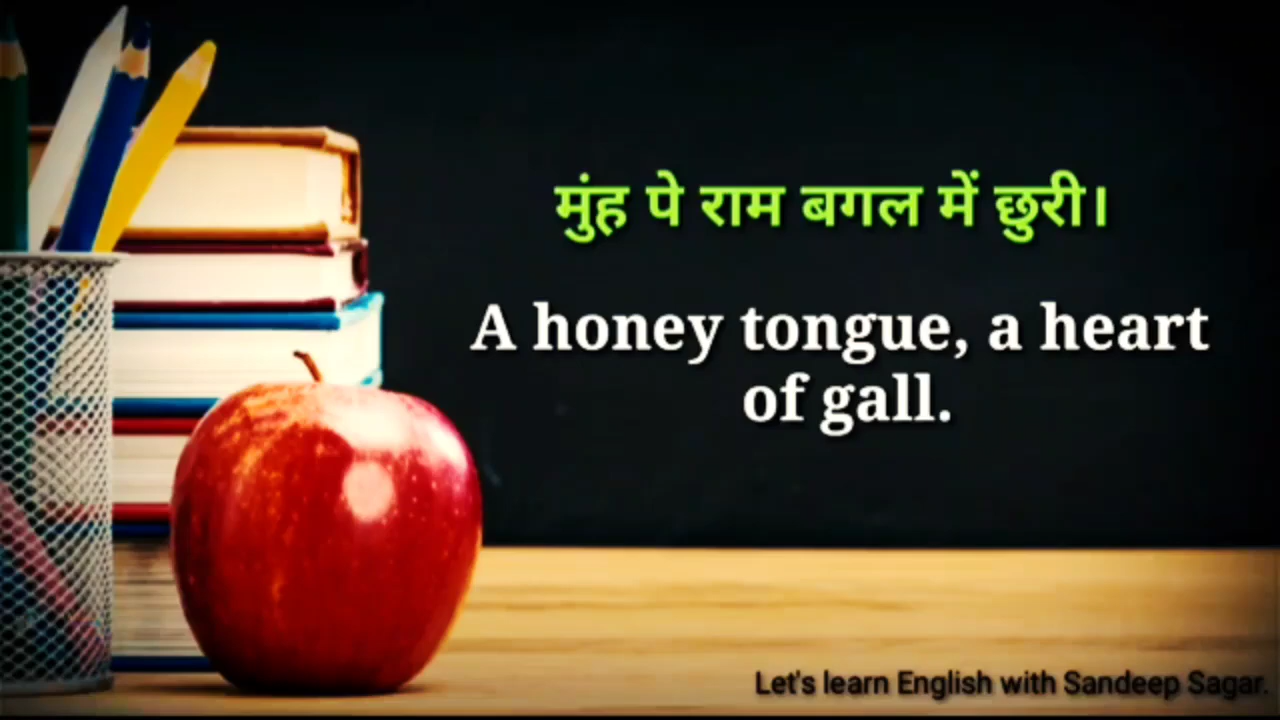 मुंह पे राम बगल में छुरी।
A honey tongue, a heart
of gall.
Let's learn English with Sandeep Sagar.